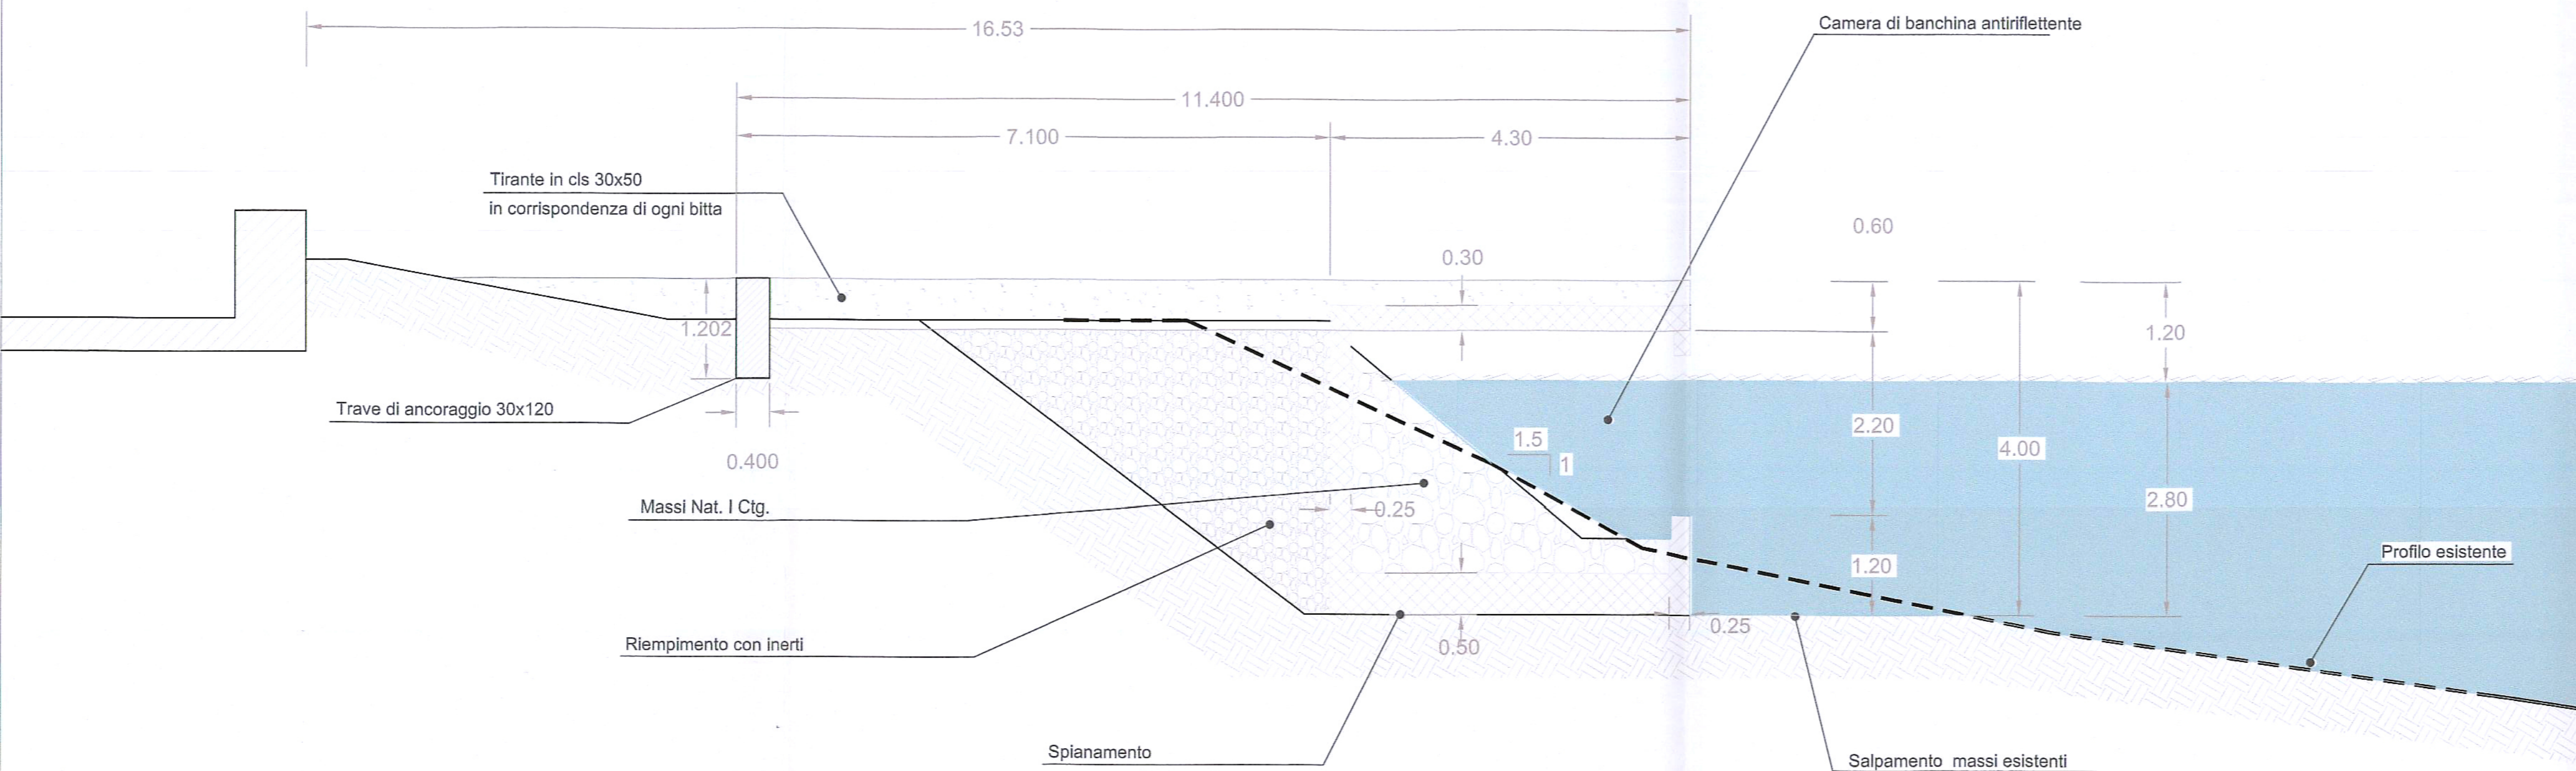 16.53
Camera di banchina antiriflettente
11.400
7.100
4.30
Tirante in cls 30x50
in corrispondenza di ogni bitta
0.60
0.30
1.202
1.20
Trave di ancoraggio 30x120
0.400
1.5
1
2.20
4.00
2.80
Massi Nat. I Ctg.
0.25
Profilo esistente
1.20
Riempimento con inerti
0.50
0.25
Spianamento
Salpamento massi esistenti